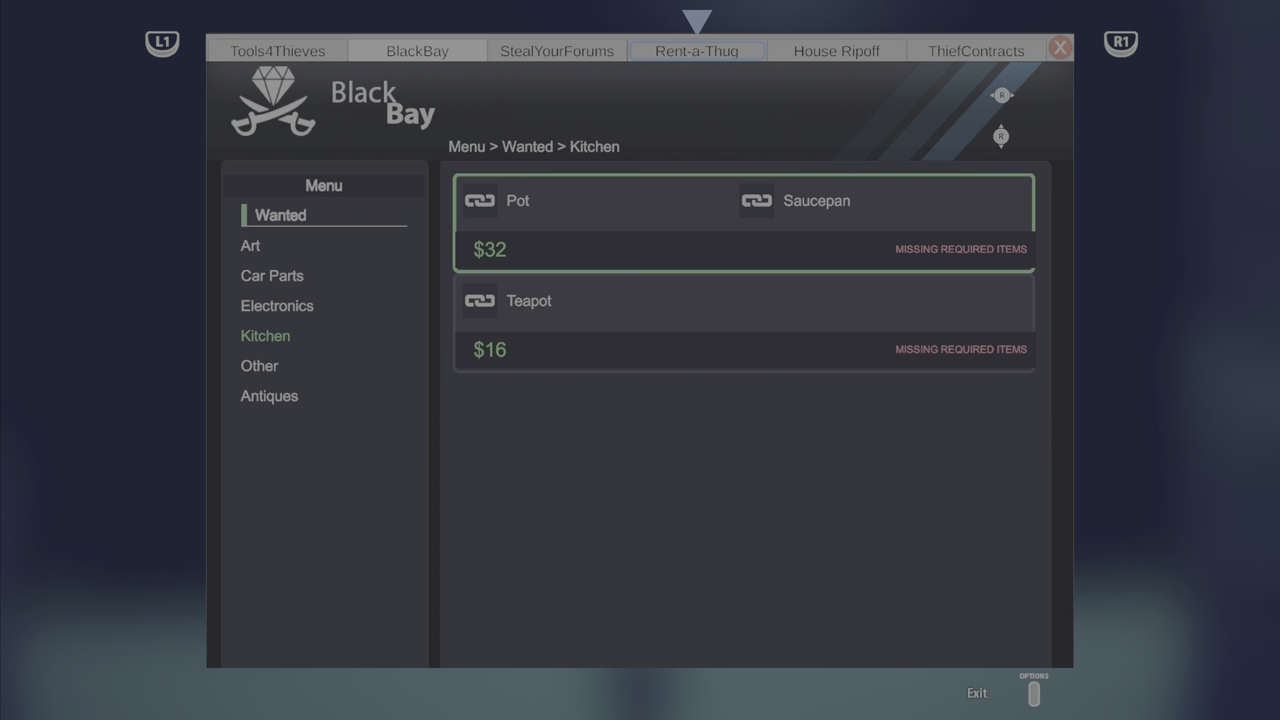 L1
R1
Tools4Thieves
BlackBay
StealYourForums
Rent-a-Thug
House Ripoff
ThiefContracts
X
Black
Bay
R
R
Menu > Wanted > Kitchen
Menu
Wanted
Art
Car Parts
Electronics
Kitchen
Other
Antiques
Pot
Saucepan
$32
MISSING REQUIRED ITEMS
Teapot
$16
MISSING REQUIRED ITEMS
Exit
OPTIONS